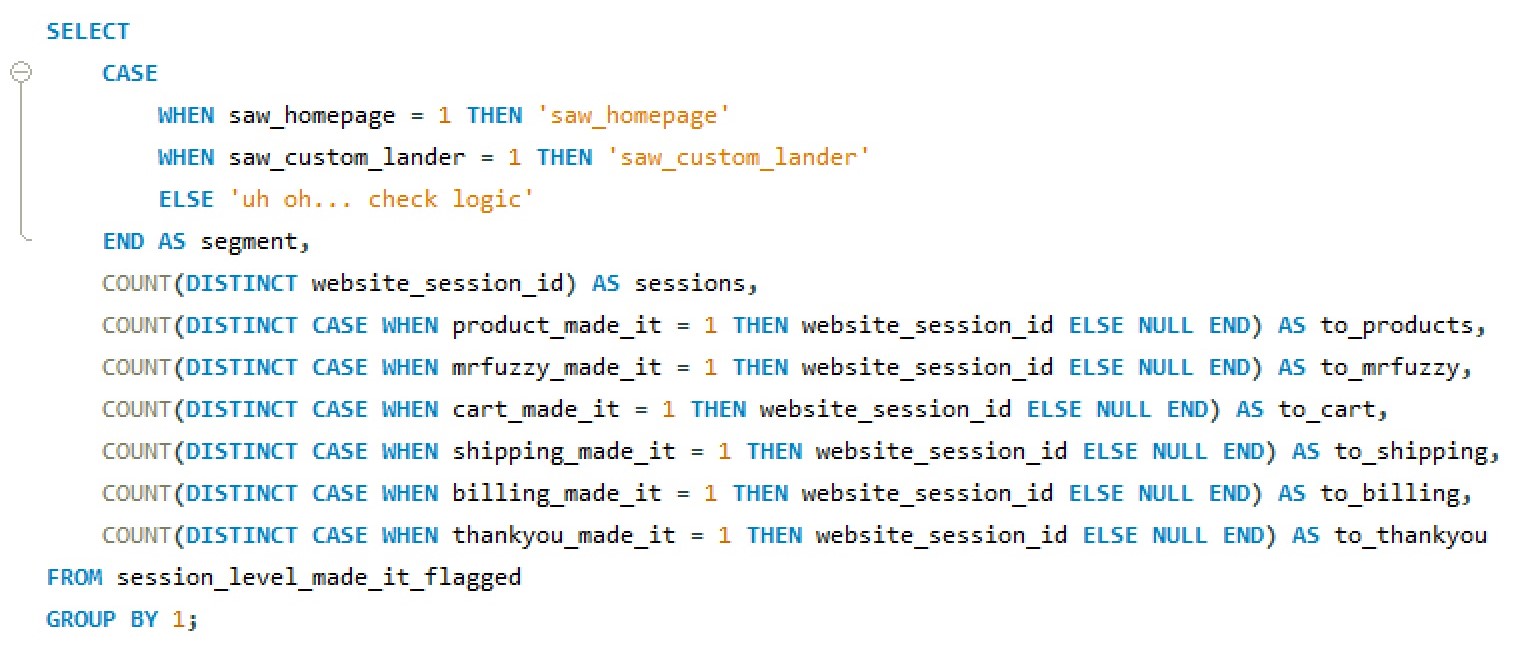 SELECT
CASE
WHEN saw_homepage = 1 THEN 'saw_homepage'
WHEN saw_custom_lander = 1 THEN 'saw_custom_lander'
ELSE 'uh oh... check logic'
END AS segment,
COUNT(DISTINCT website_session_id) AS sessions,
COUNT(DISTINCT CASE WHEN product_made_it = 1 THEN website_session_id ELSE NULL END) AS to_products,
COUNT(DISTINCT CASE WHEN mrfuzzy_made_it = 1 THEN website_session_id ELSE NULL END) AS to_mrfuzzy,
COUNT(DISTINCT CASE WHEN cart_made_it = 1 THEN website_session_id ELSE NULL END) AS to_cart,
COUNT(DISTINCT CASE WHEN shipping_made_it = 1 THEN website_session_id ELSE NULL END) AS to_shipping,
COUNT(DISTINCT CASE WHEN billing_made_it = 1 THEN website_session_id ELSE NULL END) AS to_billing,
COUNT(DISTINCT CASE WHEN thankyou_made_it = 1 THEN website_session_id ELSE NULL END) AS to_thankyou
FROM session_level_made_it_flagged
GROUP BY 1;